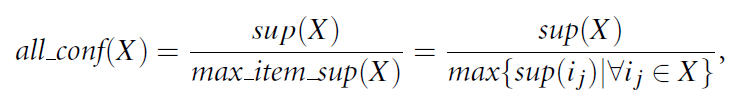 all_conf(X) = sup(X) / max_item_sup(X) = sup(X) / max{sup(i_j)|∀i_j ∈ X},